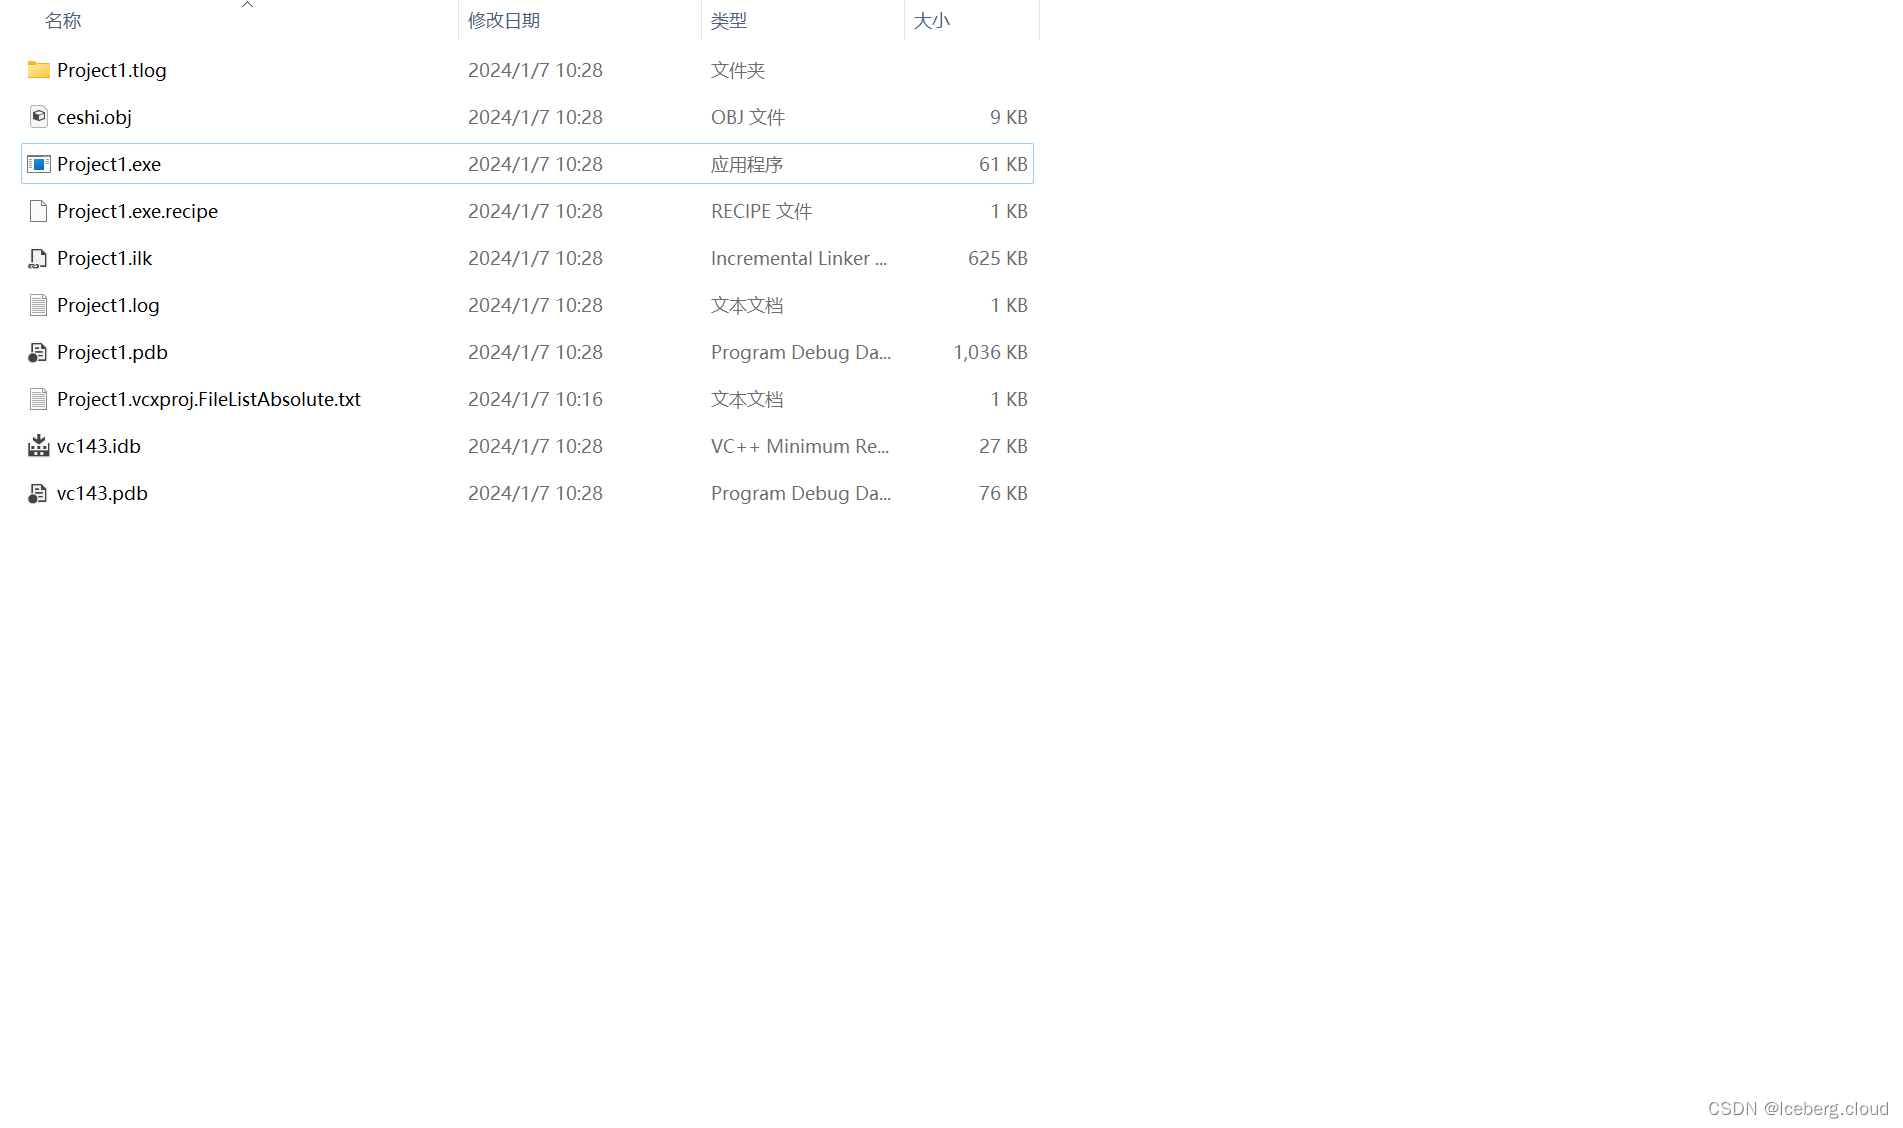 名称 修改日期 类型 大小
Project1.tlog 2024/1/7 10:28 文件夹
ceshi.obj 2024/1/7 10:28 OBJ 文件 9 KB
Project1.exe 2024/1/7 10:28 应用程序 61 KB
Project1.exe.recipe 2024/1/7 10:28 RECIPE 文件 1 KB
Project1.ilk 2024/1/7 10:28 Incremental Linker ... 625 KB
Project1.log 2024/1/7 10:28 文本文档 1 KB
Project1.pdb 2024/1/7 10:28 Program Debug Da... 1,036 KB
Project1.vcxproj.FileListAbsolute.txt 2024/1/7 10:16 文本文档 1 KB
vc143.idb 2024/1/7 10:28 VC++ Minimum Re... 27 KB
vc143.pdb 2024/1/7 10:28 Program Debug Da... 76 KB
CSDN @Iceberg.cloud